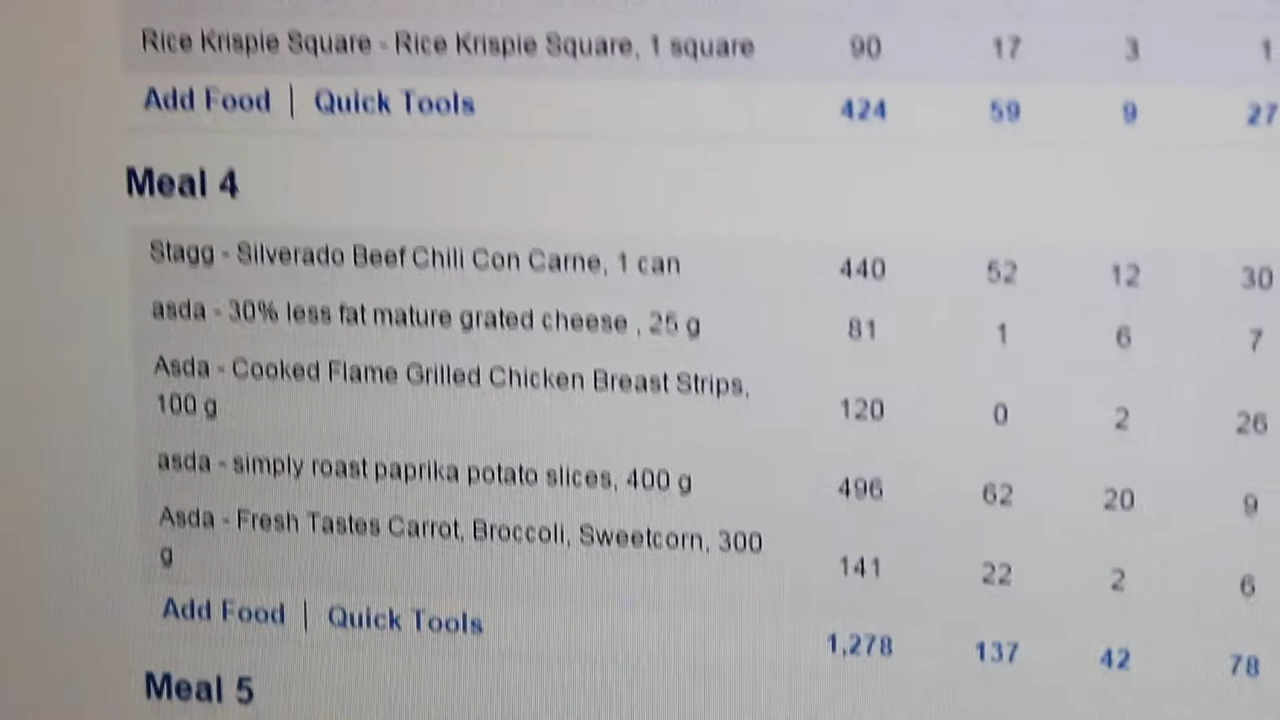 Rice Krispie Square - Rice Krispie Square, 1 square 90 17 3 1
Add Food | Quick Tools 424 59 9 27
Meal 4
Stagg - Silverado Beef Chili Con Carne, 1 can 440 52 12 30
asda - 30% less fat mature grated cheese , 25 g 81 1 6 7
Asda - Cooked Flame Grilled Chicken Breast Strips,
100 g 120 0 2 26
asda - simply roast paprika potato slices, 400 g 496 62 20 9
Asda - Fresh Tastes Carrot, Broccoli, Sweetcorn, 300
g 141 22 2 6
Add Food | Quick Tools 1,278 137 42 78
Meal 5